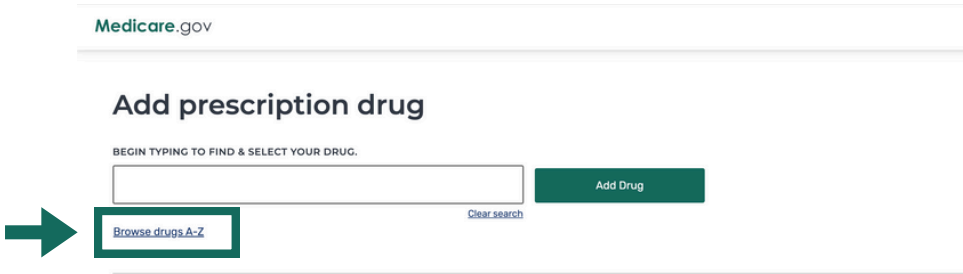 Medicare.gov
Add prescription drug
BEGIN TYPING TO FIND & SELECT YOUR DRUG.
Add Drug
Clear search
Browse drugs A-Z